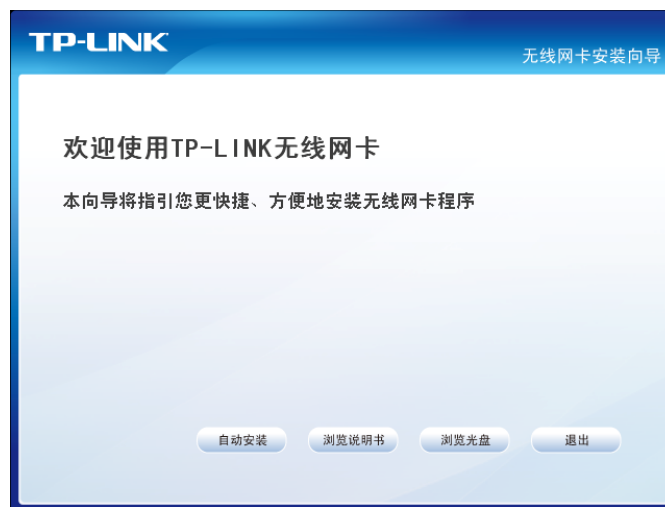 TP-LINK
无线网卡安装向导
欢迎使用TP-LINK无线网卡
本向导将指引您更快捷、方便地安装无线网卡程序
自动安装 浏览说明书 浏览光盘 退出